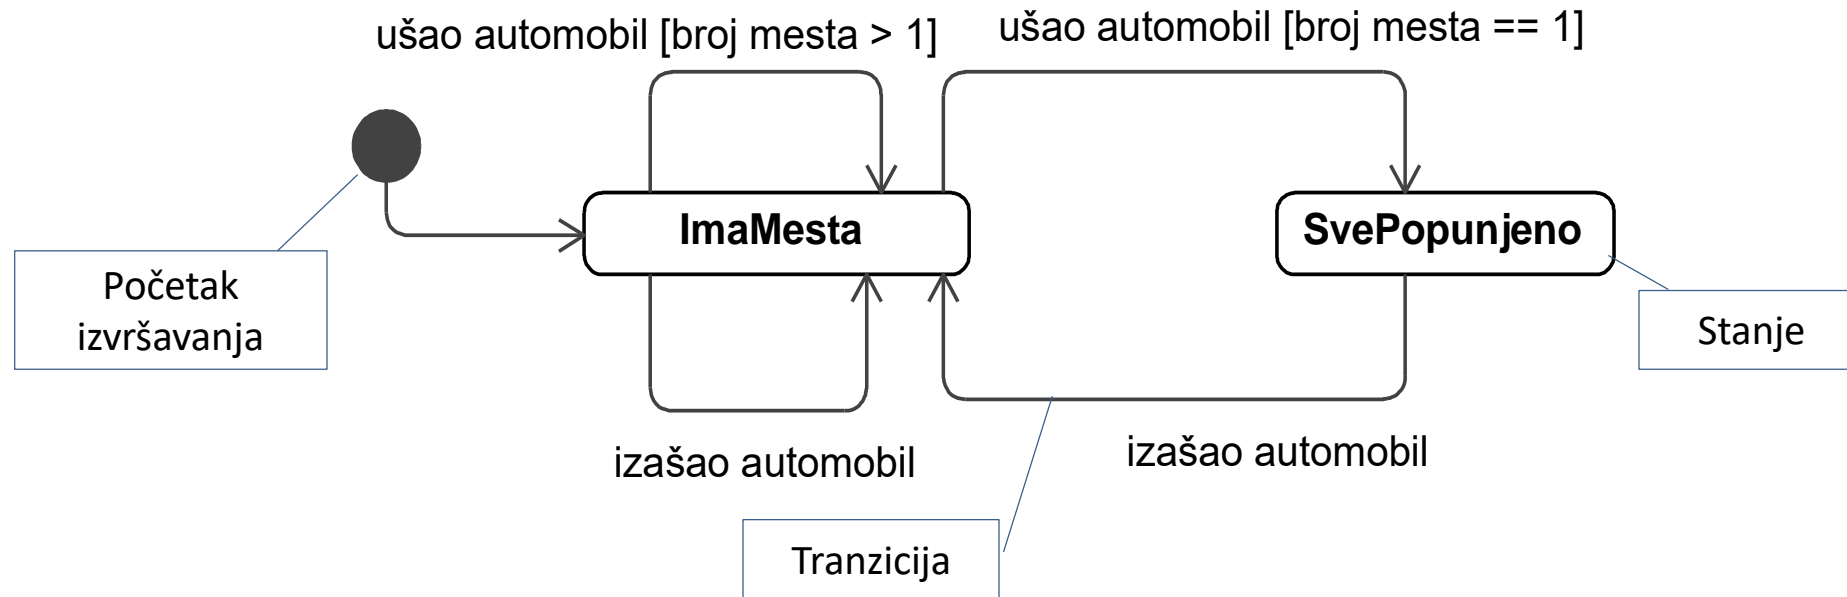 ušao automobil [broj mesta > 1]
ušao automobil [broj mesta == 1]
ImaMesta
SvePopunjeno
Početak
izvršavanja
Stanje
izašao automobil
izašao automobil
Tranzicija